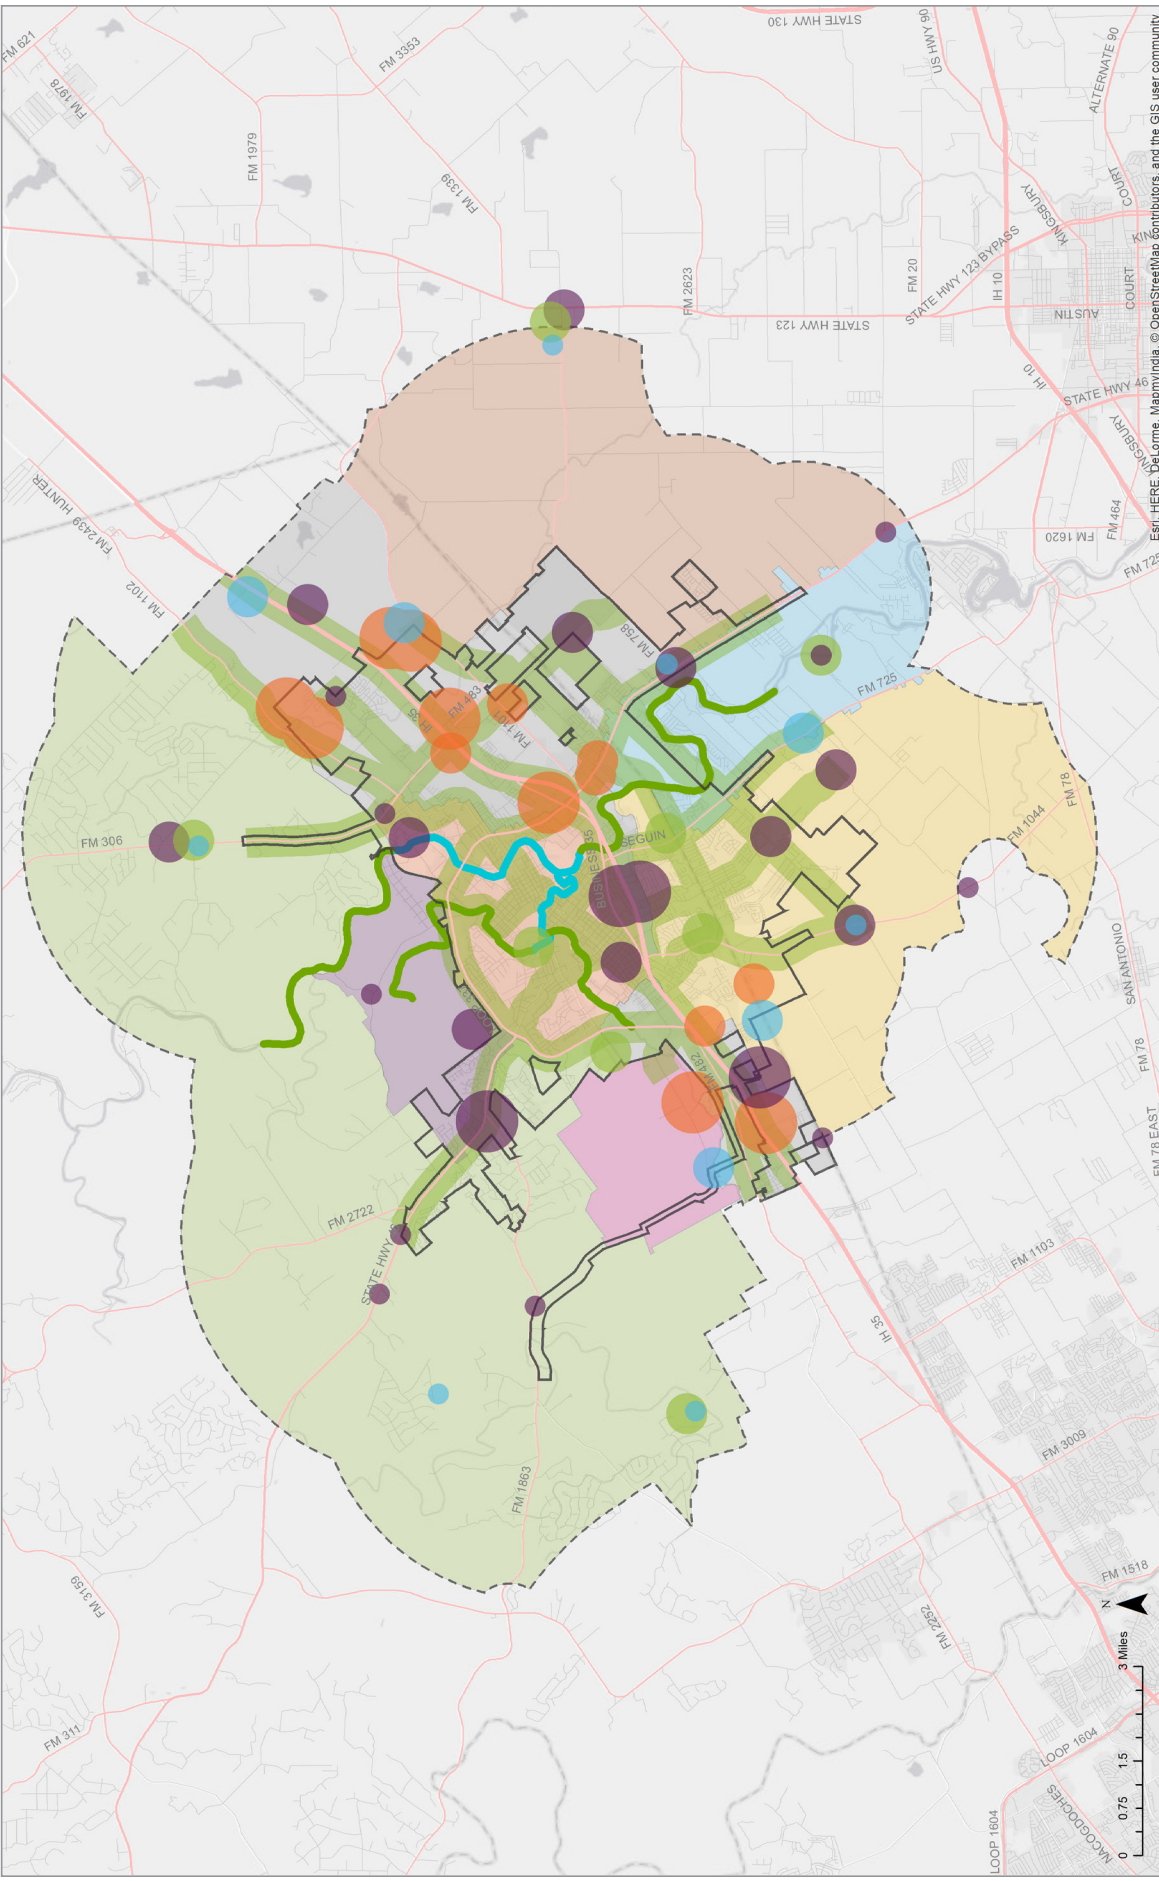 FM 621
FM 1978
FM 3353
STATE HWY 130
US HWY 90
ALTERNATE 90
FM 1979
FM 1339
COURT
KINGSBURY
STATE HWY 123 BYPASS
FM 2623
FM 20
IH 10
STATE HWY 123
AUSTIN
COURT
IH 10
STATE HWY 46
FM 2439 HUNTER
FM 1102
FM 1620
FM 464
FM 725
FM 758
FM 725
FM 483
IH 35
FM 1101
FM 306
BUSINESS 35
SEGUIN
FM 78
FM 1044
SAN ANTONIO
FM 78
FM 482
FM 78 EAST
FM 2722
STATE HWY
FM 1103
IH 35
FM 3009
FM 1863
FM 1518
FM 3159
FM 2252
FM 311
LOOP 1604
LOOP 1604
NACOGDOCHES
N
0 0.75 1.5 3 Miles
Esri, HERE, DeLorme, MapmyIndia, © OpenStreetMap contributors, and the GIS user community